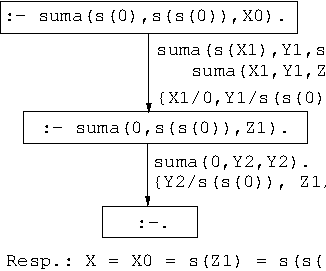 :- suma(s(0),s(s(0)),X0).
suma(s(X1),Y1,s
suma(X1,Y1,Z
{X1/0,Y1/s(s(0)
:- suma(0,s(s(0)),Z1).
suma(0,Y2,Y2).
{Y2/s(s(0)), Z1,
:-.
Resp.: X = X0 = s(Z1) = s(s(